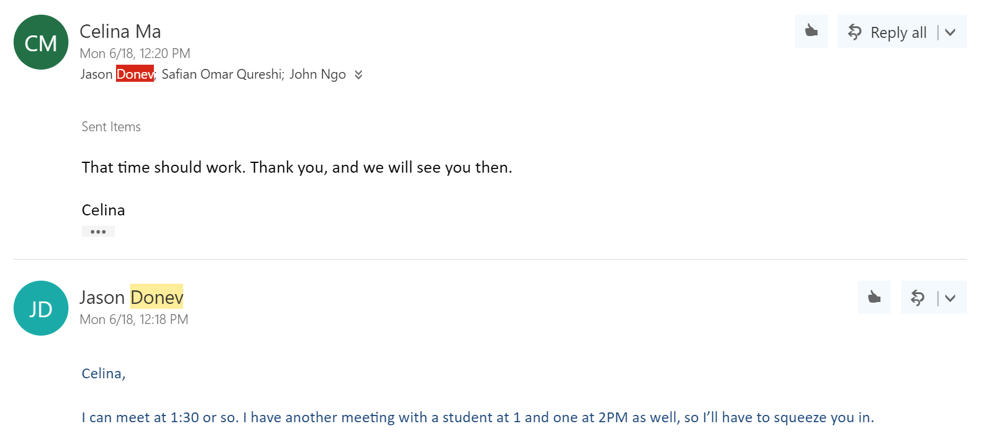 CM
Celina Ma
Mon 6/18, 12:20 PM
Jason Donev; Safian Omar Qureshi; John Ngo
Reply all
Sent Items
That time should work. Thank you, and we will see you then.
Celina
•••
JD
Jason Donev
Mon 6/18, 12:18 PM
Celina,
I can meet at 1:30 or so. I have another meeting with a student at 1 and one at 2PM as well, so I'll have to squeeze you in.